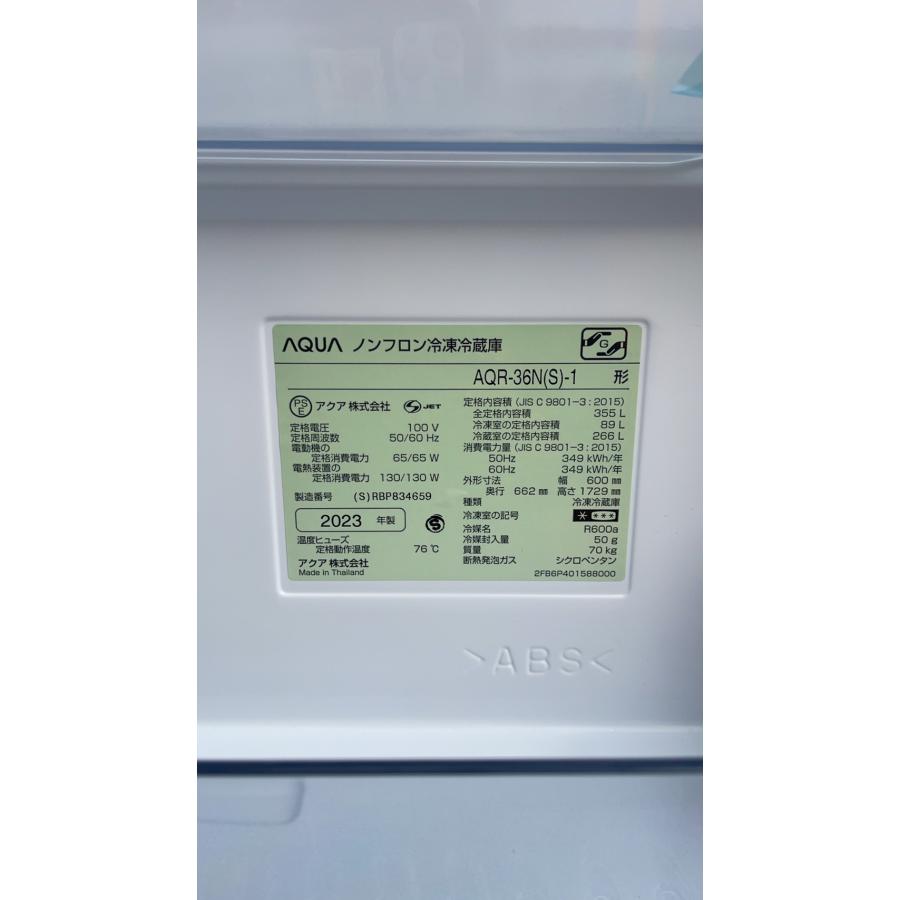 AQUA ノンフロン冷凍冷蔵庫
G
AQR-36N(S)-1 形
PSE アクア 株式会社 S JET
定格電圧 100 V
定格周波数 50/60 Hz
電動機の
定格消費電力 65/65 W
電熱装置の
定格消費電力 130/130 W
製造番号 (S)RBP834659
2023 年製
温度ヒューズ
定格動作温度 76 ℃
アクア 株式会社
Made in Thailand
定格内容積 (JIS C 9801-3 : 2015)
全定格内容積 355 L
冷凍室の定格内容積 89 L
冷蔵室の定格内容積 266 L
消費電力量 (JIS C 9801-3 : 2015)
50Hz 349 kWh/年
60Hz 349 kWh/年
外形寸法 幅 600 mm
奥行 662 mm 高さ 1729 mm
種類 冷凍冷蔵庫
冷凍室の記号 * ***
冷媒名 R600a
冷媒封入量 50 g
質量 70 kg
断熱発泡ガス シクロペンタン
2FB6P401588000
>ABS<